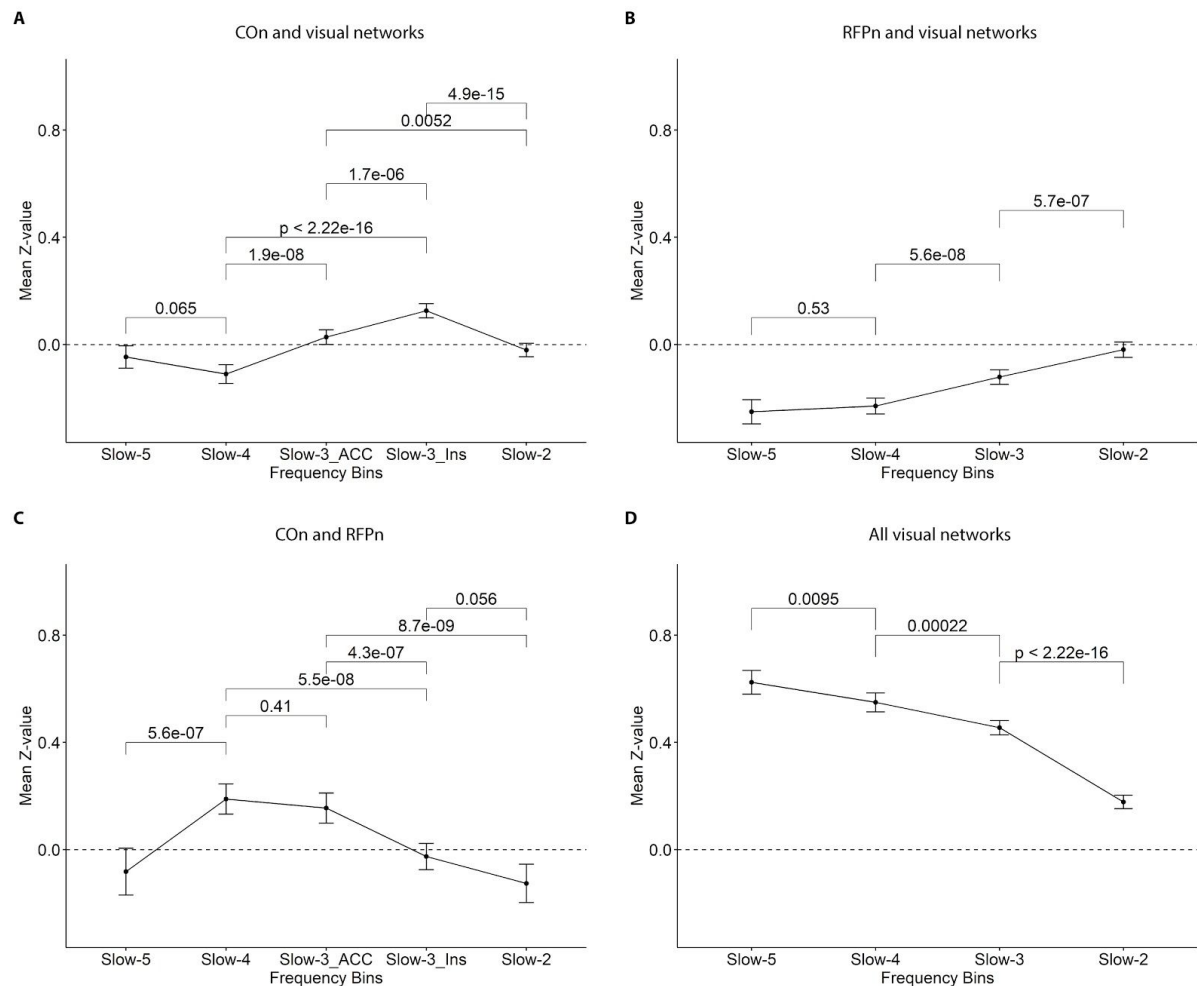 A
COn and visual networks
4.9e-15
0.8
0.0052
1.7e-06
p < 2.22e-16
0.4
1.9e-08
0.065
0.0
Mean Z-value
Slow-5 Slow-4 Slow-3_ACC Slow-3_Ins Slow-2
Frequency Bins
B
RFPn and visual networks
0.8
5.7e-07
0.4
5.6e-08
0.53
0.0
Mean Z-value
Slow-5 Slow-4 Slow-3 Slow-2
Frequency Bins
C
COn and RFPn
0.056
0.8
8.7e-09
4.3e-07
5.5e-08
0.41
0.4
5.6e-07
0.0
Mean Z-value
Slow-5 Slow-4 Slow-3_ACC Slow-3_Ins Slow-2
Frequency Bins
D
All visual networks
0.0095
0.8
0.00022
p < 2.22e-16
0.4
0.0
Mean Z-value
Slow-5 Slow-4 Slow-3 Slow-2
Frequency Bins